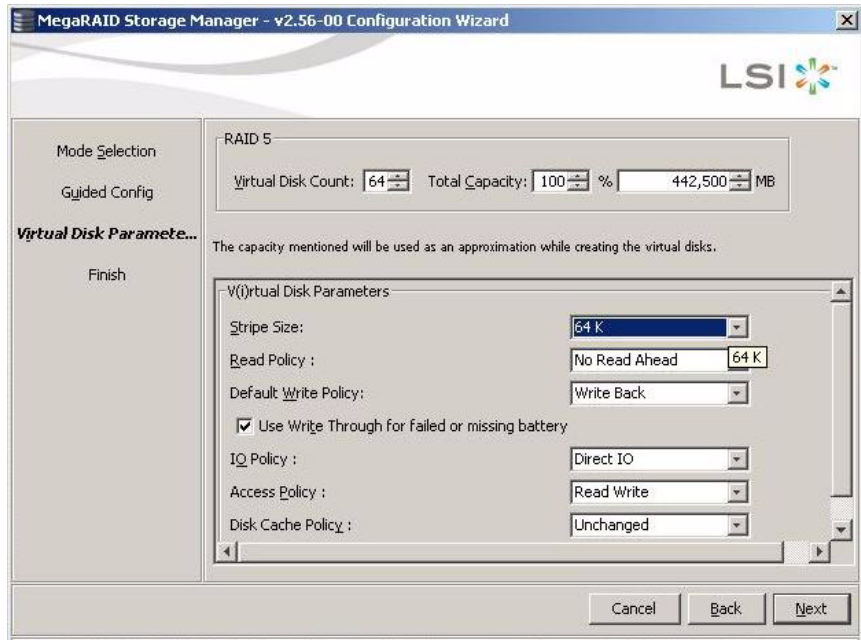 MegaRAID Storage Manager - v2.56-00 Configuration Wizard
LSI
Mode Selection
Guided Config
Virtual Disk Paramete...
Finish
RAID 5
Virtual Disk Count: 64 Total Capacity: 100 % 442,500 MB
The capacity mentioned will be used as an approximation while creating the virtual disks.
V(i)rtual Disk Parameters
Stripe Size: 64 K
Read Policy : No Read Ahead
64 K
Default Write Policy: Write Back
Use Write Through for failed or missing battery
IO Policy : Direct IO
Access Policy : Read Write
Disk Cache Policy : Unchanged
Cancel Back Next